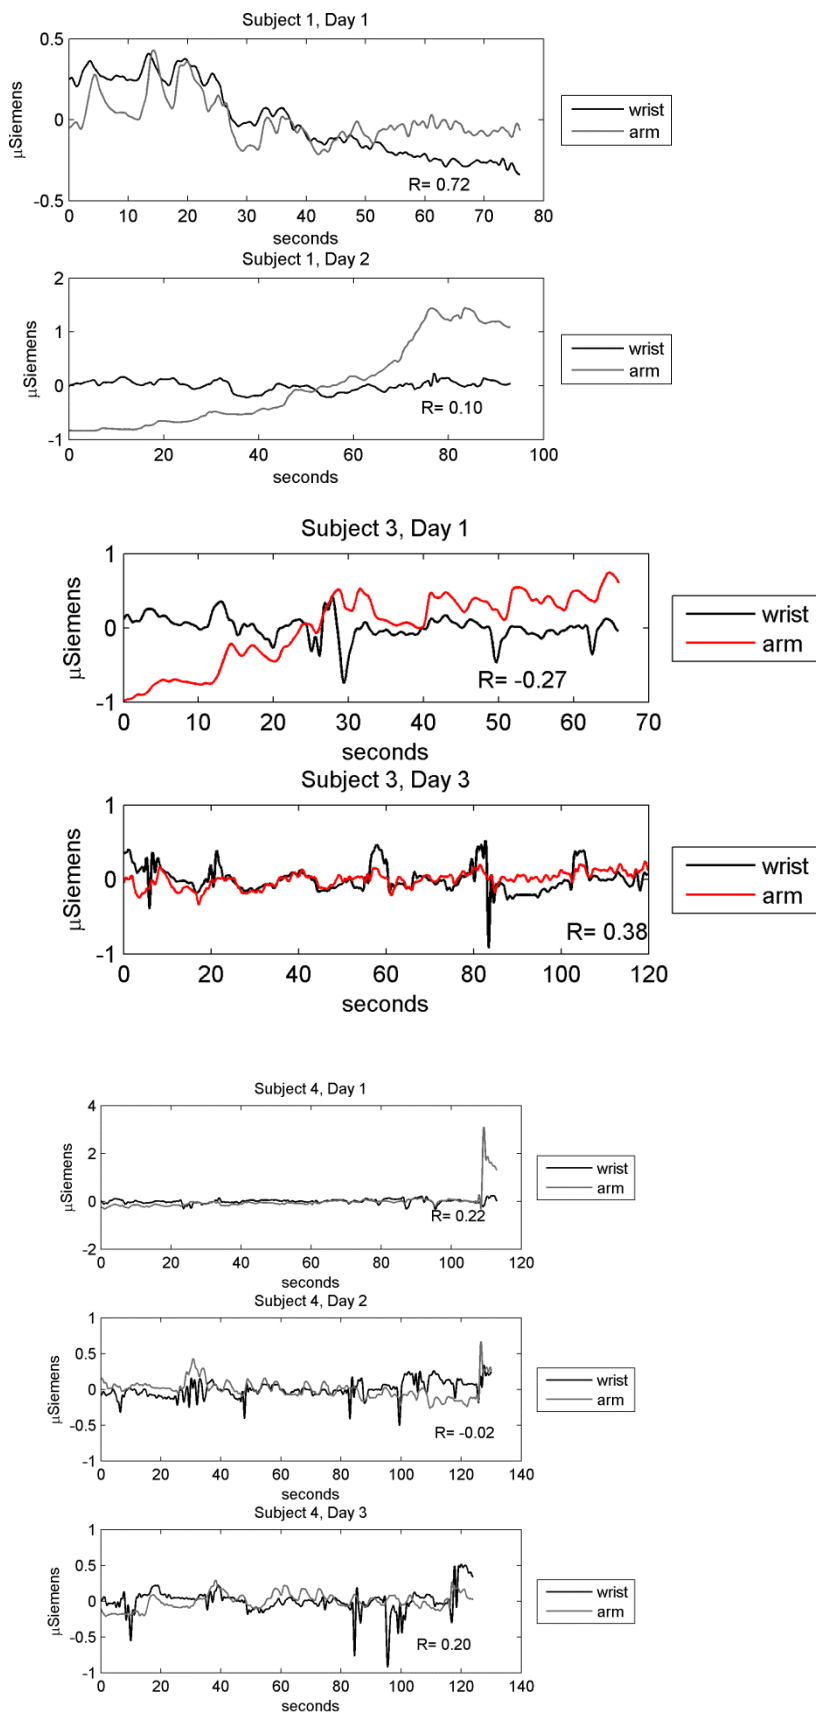 Subject 1, Day 1
0.5
0
-0.5
μSiemens
wrist
arm
R= 0.72
0 10 20 30 40 50 60 70 80
seconds
Subject 1, Day 2
2
1
0
-1
μSiemens
wrist
arm
R= 0.10
0 20 40 60 80 100
seconds
Subject 3, Day 1
1
0
-1
μSiemens
wrist
arm
R= -0.27
0 10 20 30 40 50 60 70
seconds
Subject 3, Day 3
1
0
-1
μSiemens
wrist
arm
R= 0.38
0 20 40 60 80 100 120
seconds
Subject 4, Day 1
4
2
0
-2
μSiemens
wrist
arm
R= 0.22
0 20 40 60 80 100 120
seconds
Subject 4, Day 2
1
0.5
0
-0.5
-1
μSiemens
wrist
arm
R= -0.02
0 20 40 60 80 100 120 140
seconds
Subject 4, Day 3
1
0.5
0
-0.5
-1
μSiemens
wrist
arm
R= 0.20
0 20 40 60 80 100 120 140
seconds